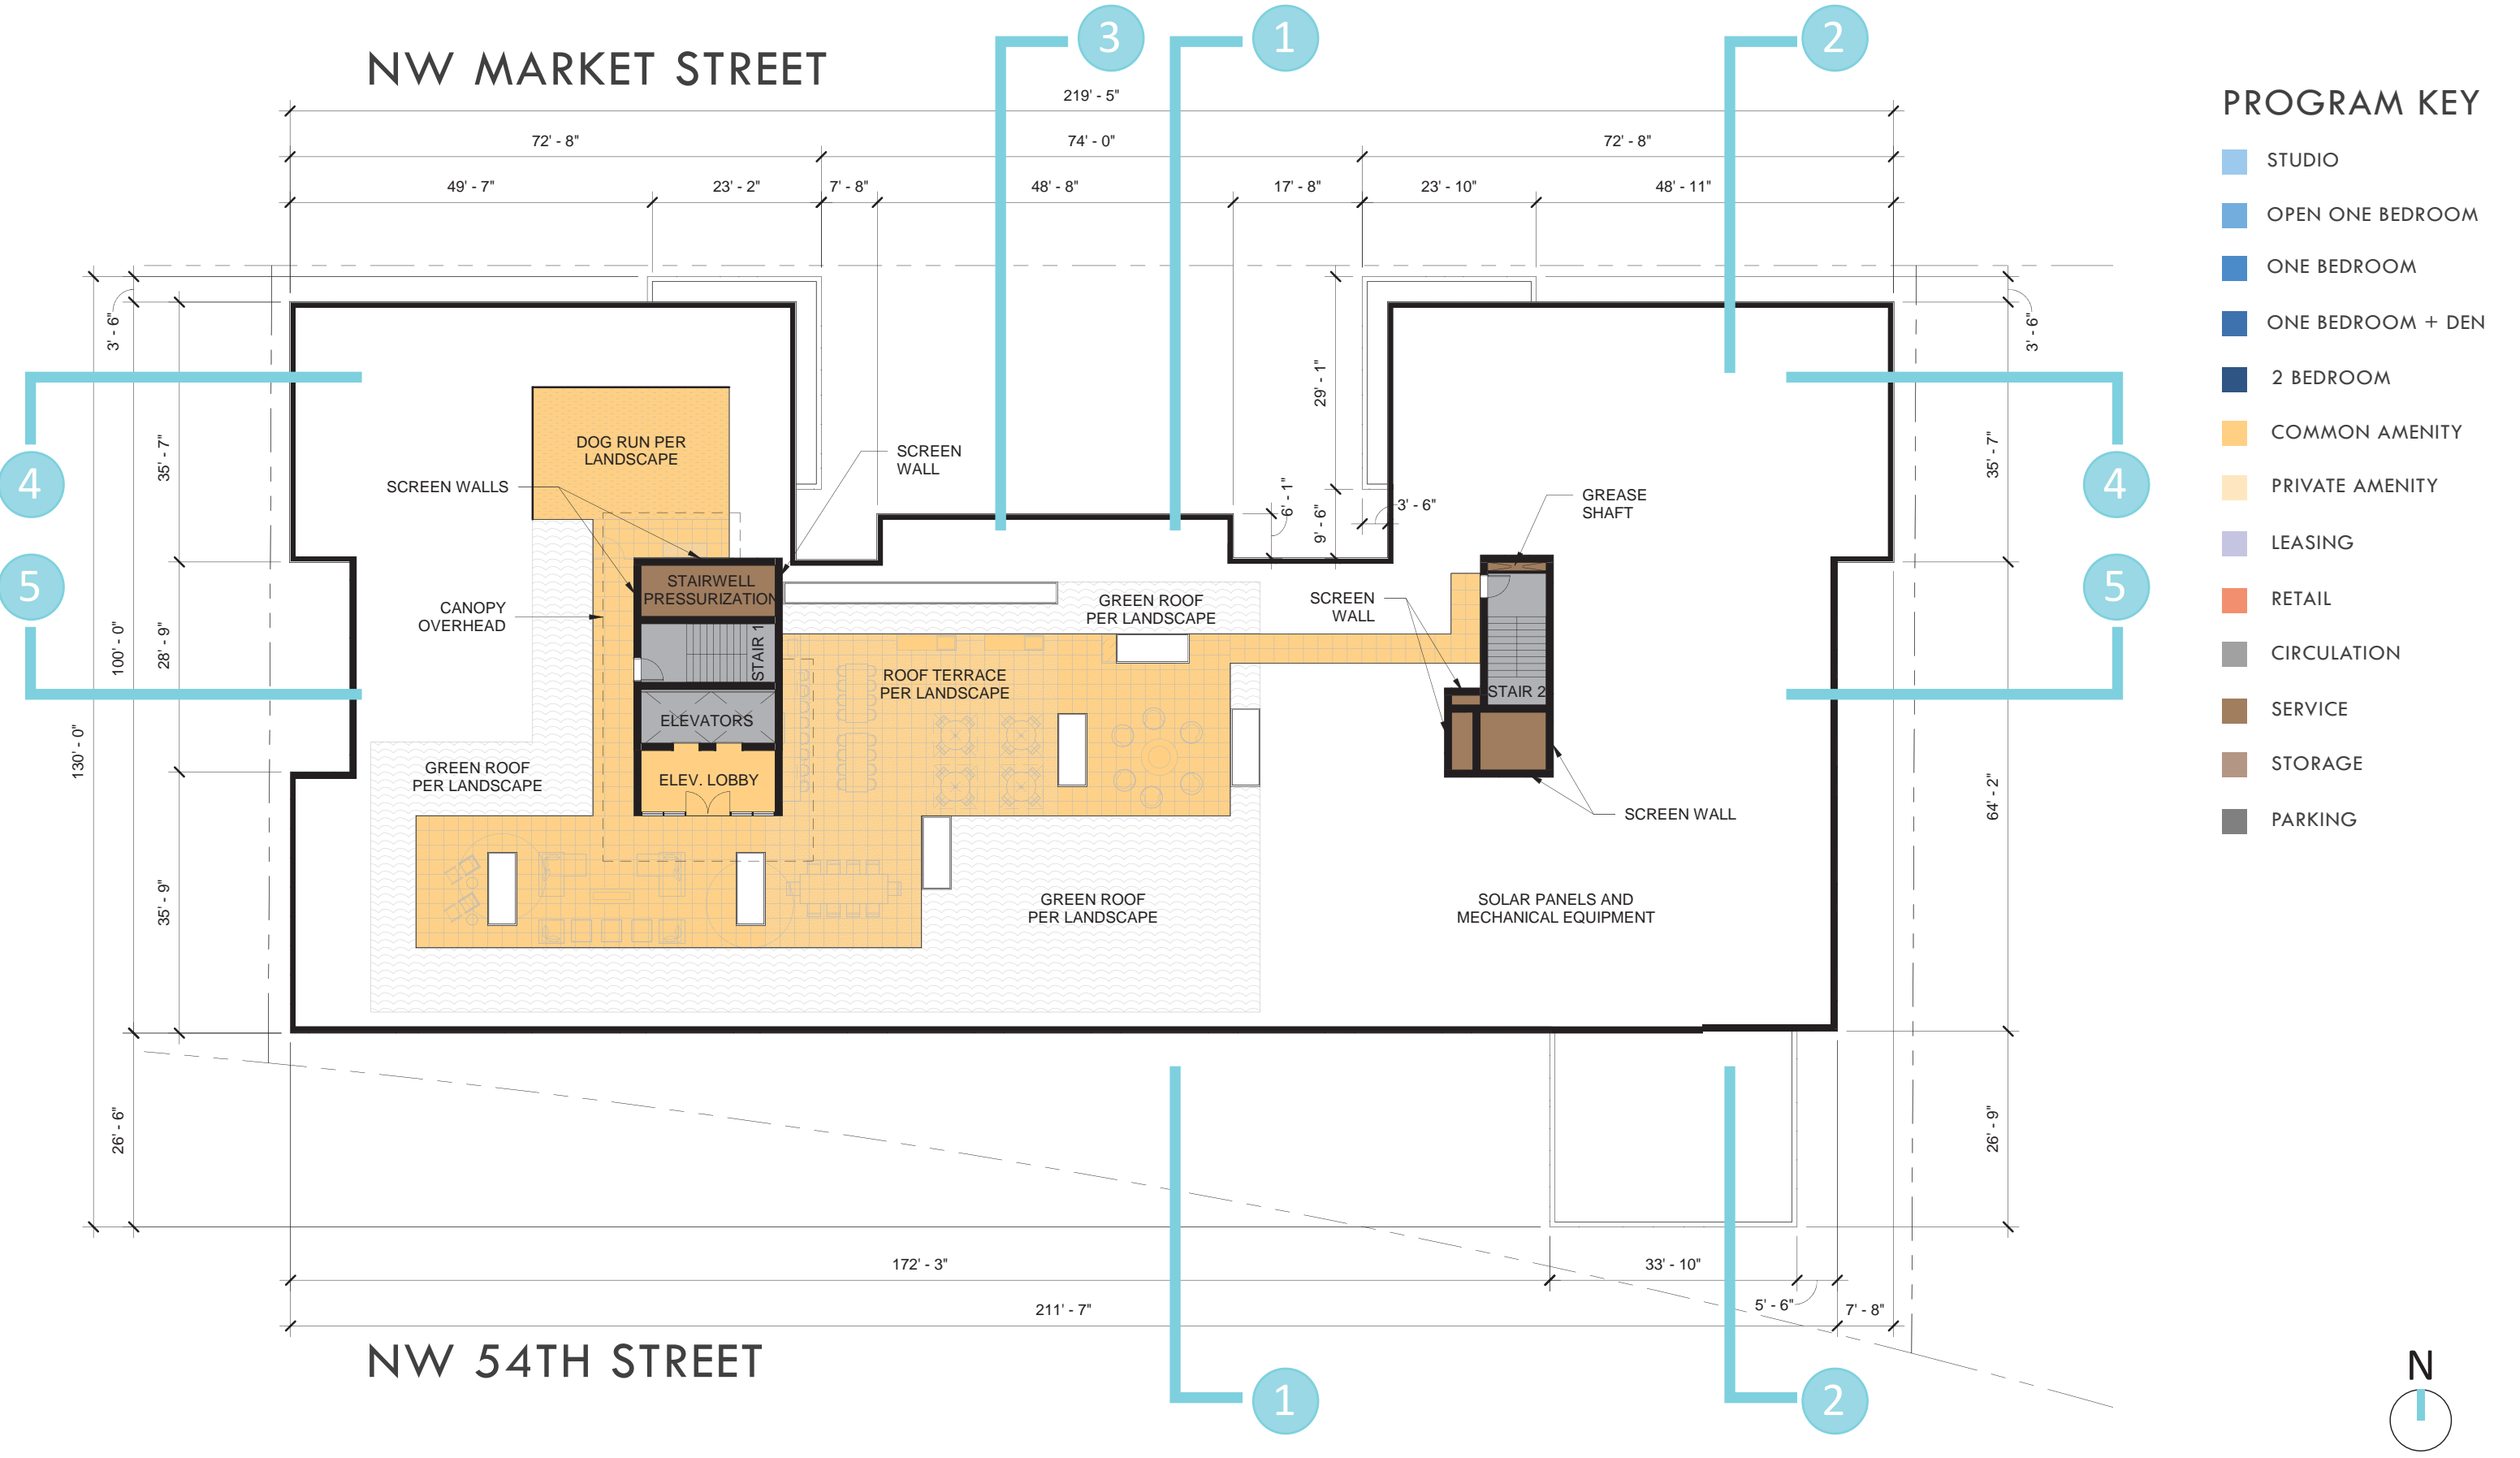 3
1
2
NW MARKET STREET
219' - 5"
72' - 8"
74' - 0"
72' - 8"
49' - 7"
23' - 2"
7' - 8"
48' - 8"
17' - 8"
23' - 10"
48' - 11"
PROGRAM KEY
STUDIO
OPEN ONE BEDROOM
ONE BEDROOM
ONE BEDROOM + DEN
2 BEDROOM
COMMON AMENITY
PRIVATE AMENITY
LEASING
RETAIL
CIRCULATION
SERVICE
STORAGE
PARKING
3' - 6"
35' - 7"
100' - 0"
28' - 9"
130' - 0"
35' - 9"
26' - 6"
4
5
DOG RUN PER
LANDSCAPE
SCREEN WALLS
SCREEN
WALL
CANOPY
OVERHEAD
STAIRWELL
PRESSURIZATION
STAIR 1
ELEVATORS
ELEV. LOBBY
GREEN ROOF
PER LANDSCAPE
GREEN ROOF
PER LANDSCAPE
ROOF TERRACE
PER LANDSCAPE
GREEN ROOF
PER LANDSCAPE
29' - 1"
6' - 1"
9' - 6"
3' - 6"
GREASE
SHAFT
SCREEN
WALL
STAIR 2
SCREEN WALL
SOLAR PANELS AND
MECHANICAL EQUIPMENT
3' - 6"
35' - 7"
4
5
64' - 2"
26' - 9"
172' - 3"
33' - 10"
211' - 7"
5' - 6"
7' - 8"
NW 54TH STREET
1
2
N